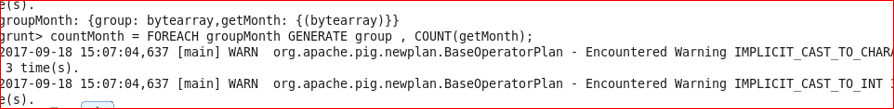 e(s).
groupMonth: {group: bytearray,getMonth: {(bytearray)}}
grunt> countMonth = FOREACH groupMonth GENERATE group , COUNT(getMonth);
2017-09-18 15:07:04,637 [main] WARN  org.apache.pig.newplan.BaseOperatorPlan - Encountered Warning IMPLICIT_CAST_TO_CHARA
 3 time(s).
2017-09-18 15:07:04,637 [main] WARN  org.apache.pig.newplan.BaseOperatorPlan - Encountered Warning IMPLICIT_CAST_TO_INT
e(s).